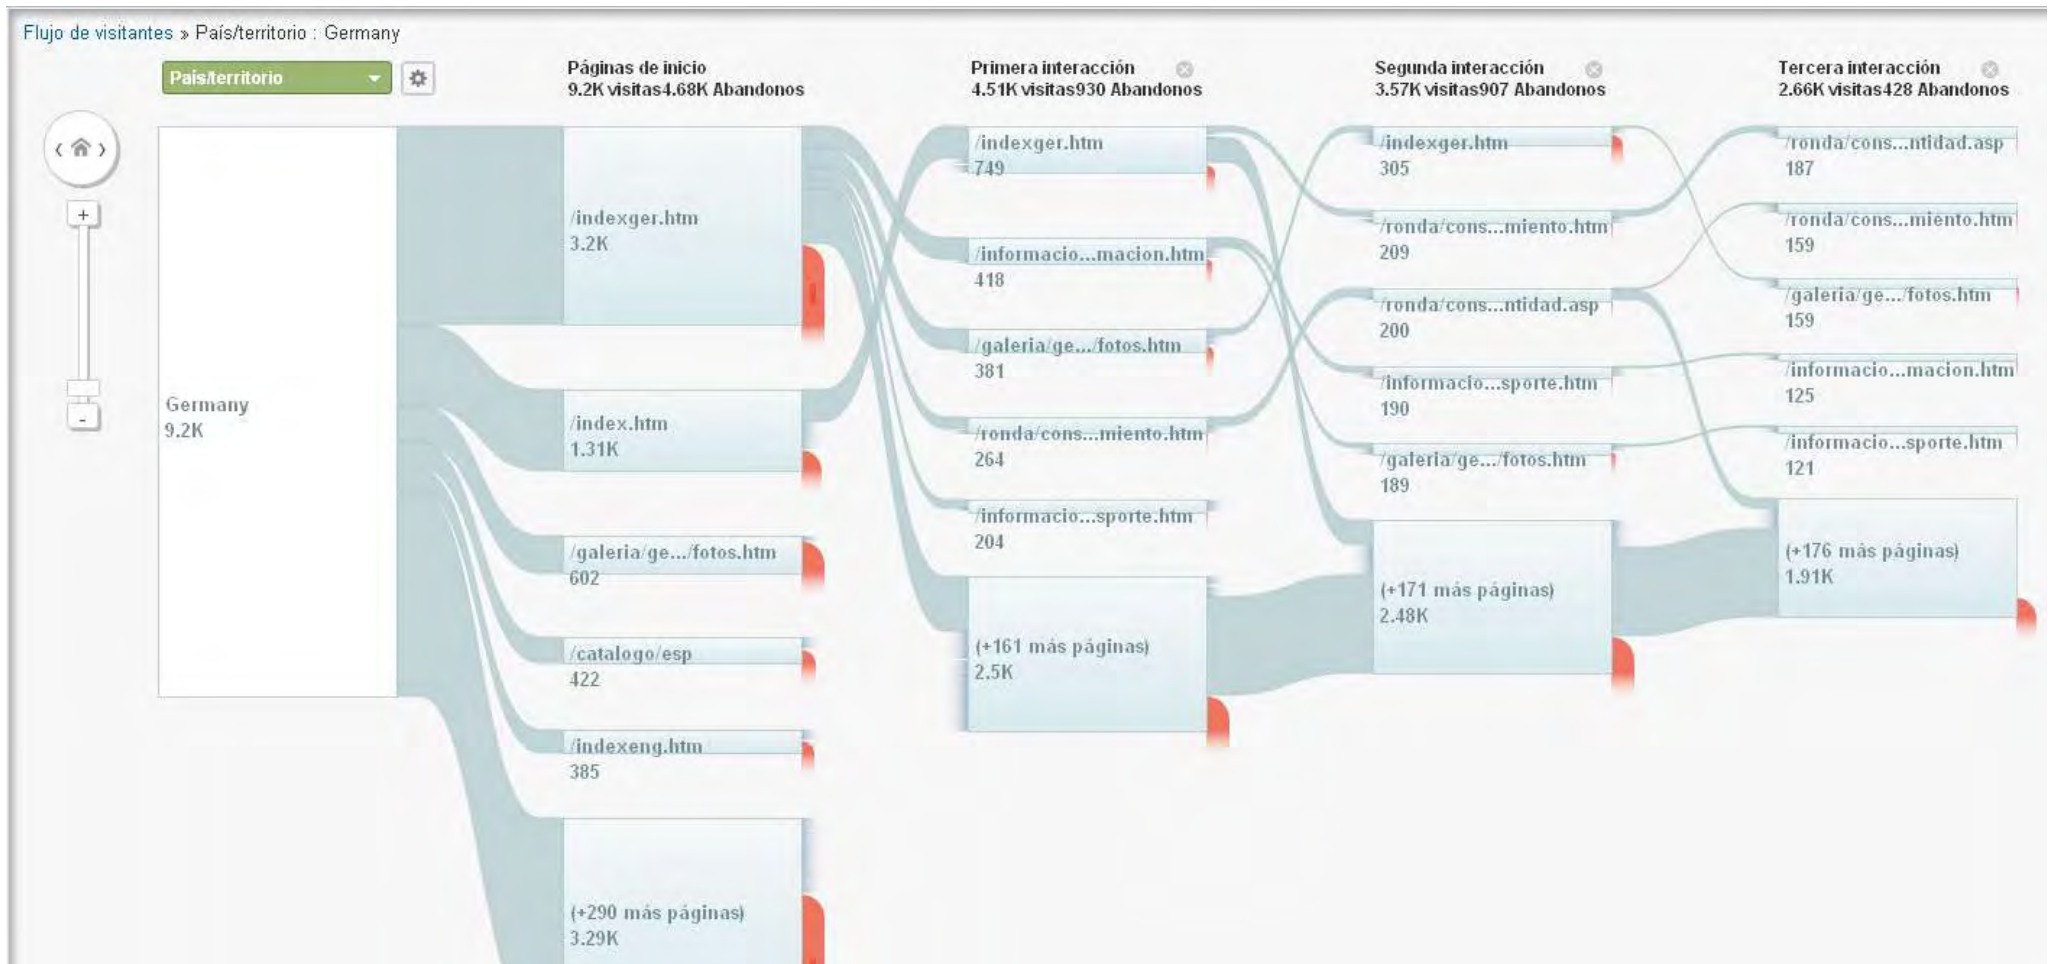 Flujo de visitantes » País/territorio : Germany
País/territorio
Páginas de inicio
9.2K visitas4.68K Abandonos
Primera interacción
4.51K visitas930 Abandonos
Segunda interacción
3.57K visitas907 Abandonos
Tercera interacción
2.66K visitas428 Abandonos
+
-
Germany
9.2K
/indexger.htm
3.2K
/index.htm
1.31K
/galeria/ge.../fotos.htm
602
/catalogo/esp
422
/indexeng.htm
385
(+290 más páginas)
3.29K
/indexger.htm
749
/informacio...macion.htm
418
/galeria/ge.../fotos.htm
381
/ronda/cons...miento.htm
264
/informacio...sporte.htm
204
(+161 más páginas)
2.5K
/indexger.htm
305
/ronda/cons...miento.htm
209
/ronda/cons...ntidad.asp
200
/informacio...sporte.htm
190
/galeria/ge.../fotos.htm
189
(+171 más páginas)
2.48K
/ronda/cons...ntidad.asp
187
/ronda/cons...miento.htm
159
/galeria/ge.../fotos.htm
159
/informacio...macion.htm
125
/informacio...sporte.htm
121
(+176 más páginas)
1.91K